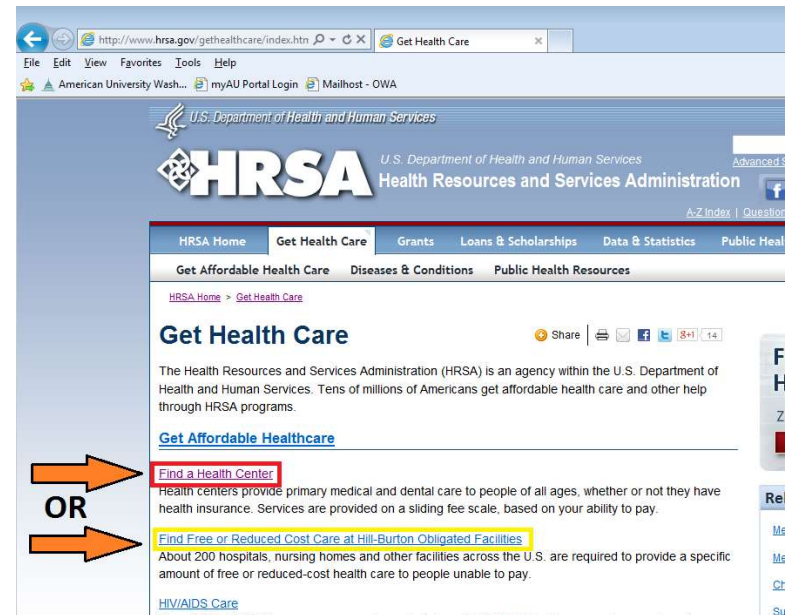 http://www.hrsa.gov/gethealthcare/index.htn
Get Health Care
File Edit View Favorites Tools Help
American University Wash... myAU Portal Login Mailhost - OWA
U.S. Department of Health and Human Services
HRSA
U.S. Department of Health and Human Services
Health Resources and Services Administration
Advanced S
A-Z Index | Question
HRSA Home Get Health Care Grants Loans & Scholarships Data & Statistics Public Heal
Get Affordable Health Care Diseases & Conditions Public Health Resources
HRSA Home > Get Health Care
Get Health Care
Share 14
The Health Resources and Services Administration (HRSA) is an agency within the U.S. Department of
Health and Human Services. Tens of millions of Americans get affordable health care and other help
through HRSA programs.
Get Affordable Healthcare
Find a Health Center
Health centers provide primary medical and dental care to people of all ages, whether or not they have
health insurance. Services are provided on a sliding fee scale, based on your ability to pay.
OR
Find Free or Reduced Cost Care at Hill-Burton Obligated Facilities
About 200 hospitals, nursing homes and other facilities across the U.S. are required to provide a specific
amount of free or reduced-cost health care to people unable to pay.
HIV/AIDS Care
F
H
Z
Rel
Me
Me
Ch
Su